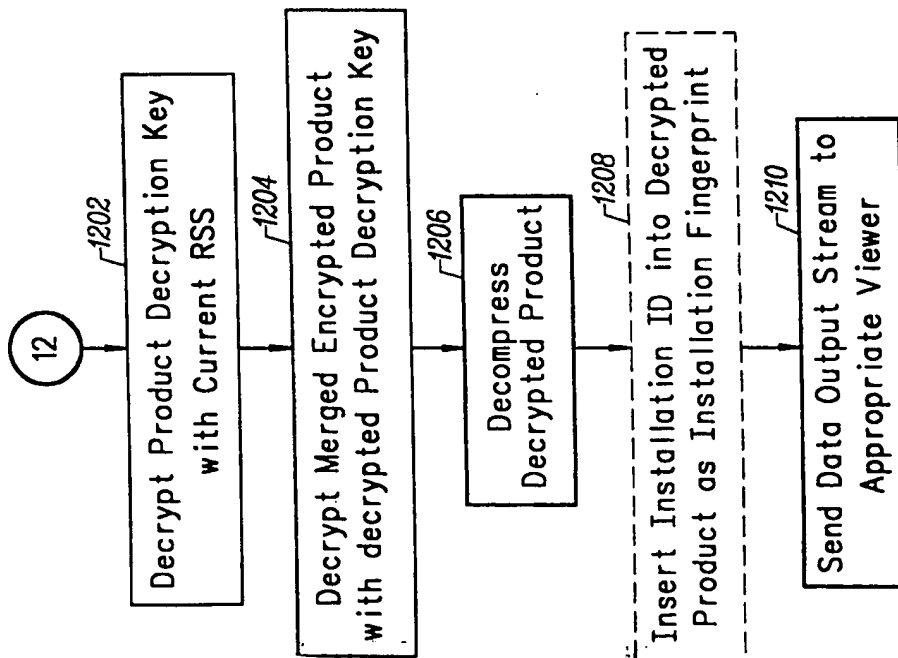 12
1202
Decrypt Product Decryption Key
with Current RSS
1204
Decrypt Merged Encrypted Product
with decrypted Product Decryption Key
1206
Decompress
Decrypted Product
1208
Insert Installation ID into Decrypted
Product as Installation Fingerprint
1210
Send Data Output Stream to
Appropriate Viewer